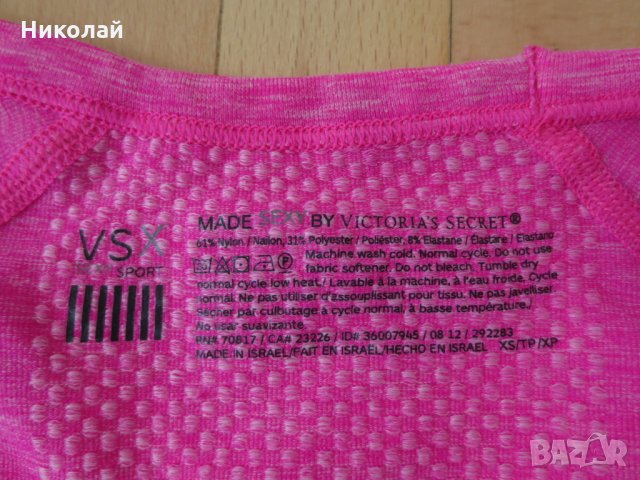 Николай
VSX
SEXY SPORT
MADE SEXY BY VICTORIA'S SECRET®
61% Nylon / Nailon, 31% Polyester / Poliéster, 8% Elastane / Élastane / Elastano
Machine wash cold. Normal cycle. Do not use
fabric softener. Do not bleach. Tumble dry
normal cycle low heat. / Lavable à la machine, à l'eau froide. Cycle
normal. Ne pas utiliser d'assouplissant pour tissu. Ne pas javelliser.
Sécher par culbutage à cycle normal, à basse température./
No usar suavizante.
RN# 70817 / CA# 23226 / ID# 36007945 / 08 12 / 292283
MADE IN ISRAEL/FAIT EN ISRAEL/HECHO EN ISRAEL XS/TP/XP
BAZAR